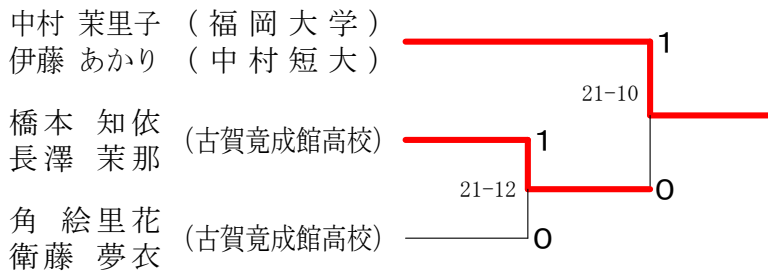 中村 茉里子 (福岡大学)
伊藤 あかり (中村短大)
1
21-10
橋本 知依
長澤 茉那
(古賀竟成館高校)
1
21-12
0
角 絵里花
衛藤 夢衣
(古賀竟成館高校)
0